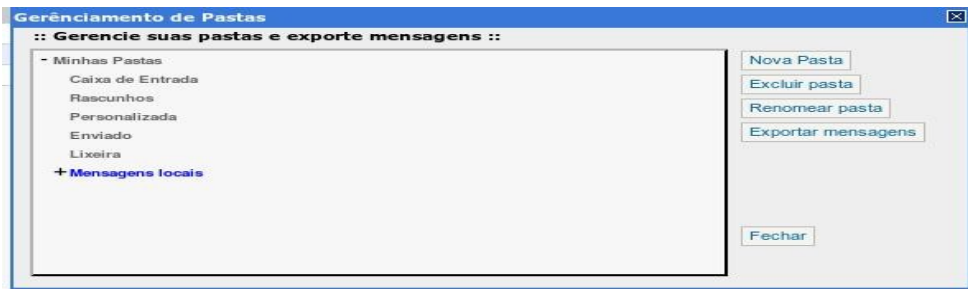 Gerênciamento de Pastas
:: Gerencie suas pastas e exporte mensagens ::
- Minhas Pastas
Caixa de Entrada
Rascunhos
Personalizada
Enviado
Lixeira
+ Mensagens locais
Nova Pasta
Excluir pasta
Renomear pasta
Exportar mensagens
Fechar